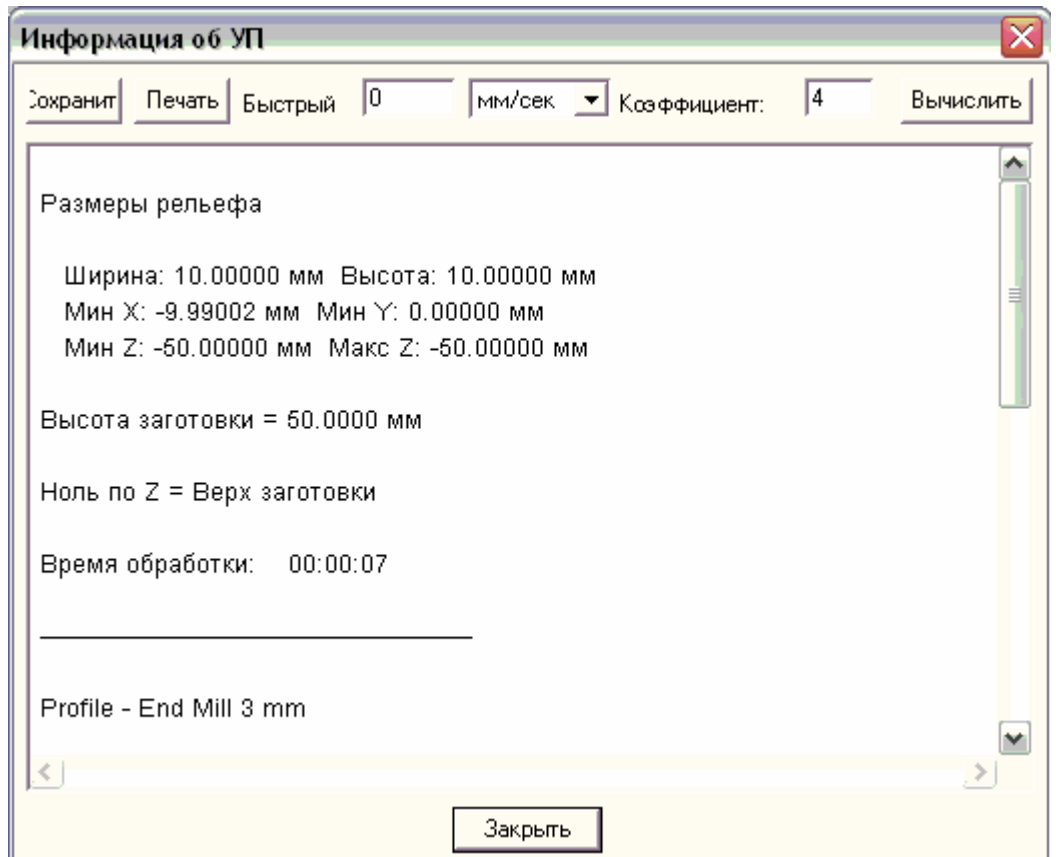 Информация об УП
Сохранит Печать Быстрый 0 мм/сек Коэффициент: 4 Вычислить
Размеры рельефа
Ширина: 10.00000 мм Высота: 10.00000 мм
Мин X: -9.99002 мм Мин Y: 0.00000 мм
Мин Z: -50.00000 мм Макс Z: -50.00000 мм
Высота заготовки = 50.0000 мм
Ноль по Z = Верх заготовки
Время обработки: 00:00:07
Profile - End Mill 3 mm
Закрыть